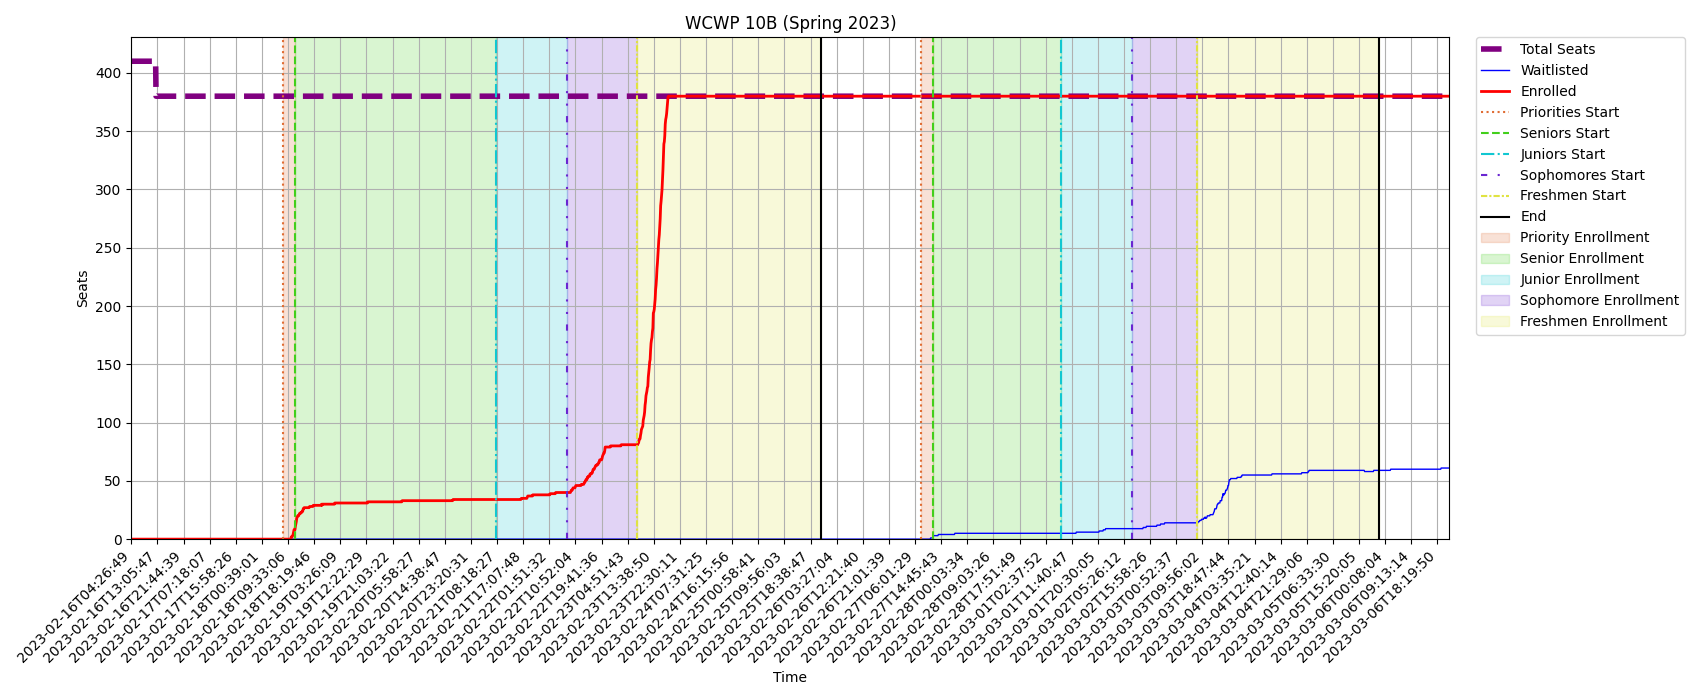 WCWP 10B (Spring 2023)
Seats
400
350
300
250
200
150
100
50
0
2023-02-16T04:26:49
2023-02-16T13:05:47
2023-02-16T21:44:39
2023-02-17T07:18:07
2023-02-17T15:58:26
2023-02-18T00:39:01
2023-02-18T09:33:06
2023-02-18T18:19:46
2023-02-19T03:26:09
2023-02-19T12:22:29
2023-02-19T21:03:22
2023-02-20T05:58:27
2023-02-20T14:38:47
2023-02-20T23:20:31
2023-02-21T08:18:27
2023-02-21T17:07:48
2023-02-22T01:51:32
2023-02-22T10:52:04
2023-02-22T19:41:36
2023-02-23T04:51:43
2023-02-23T13:38:50
2023-02-23T22:30:11
2023-02-24T07:31:25
2023-02-24T16:15:56
2023-02-25T00:58:41
2023-02-25T09:56:03
2023-02-25T18:38:47
2023-02-26T03:27:04
2023-02-26T12:21:40
2023-02-26T21:01:39
2023-02-27T06:01:29
2023-02-27T14:45:43
2023-02-28T00:03:34
2023-02-28T09:03:26
2023-02-28T17:51:49
2023-03-01T02:37:52
2023-03-01T11:40:47
2023-03-01T20:30:05
2023-03-02T05:26:12
2023-03-02T15:58:26
2023-03-03T00:52:37
2023-03-03T09:56:02
2023-03-03T18:47:44
2023-03-04T03:35:21
2023-03-04T12:40:14
2023-03-04T21:29:06
2023-03-05T06:33:30
2023-03-05T15:20:05
2023-03-06T00:08:04
2023-03-06T09:13:14
2023-03-06T18:19:50
Time
Total Seats
Waitlisted
Enrolled
Priorities Start
Seniors Start
Juniors Start
Sophomores Start
Freshmen Start
End
Priority Enrollment
Senior Enrollment
Junior Enrollment
Sophomore Enrollment
Freshmen Enrollment